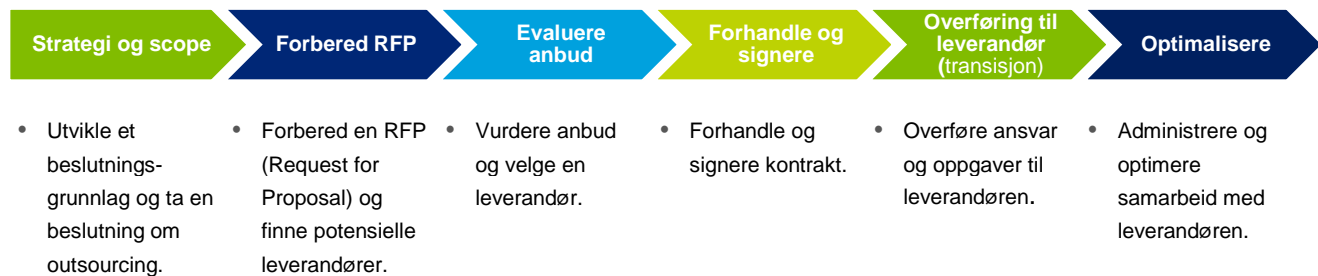 Strategi og scope
Forbered RFP
Evaluere
anbud
Forhandle og
signere
Overføring til
leverandør
(transisjon)
Optimalisere
• Utvikle et
beslutnings-
grunnlag og ta en
beslutning om
outsourcing.
• Forbered en RFP
(Request for
Proposal) og
finne potensielle
leverandører.
• Vurdere anbud
og velge en
leverandør.
• Forhandle og
signere kontrakt.
• Overføre ansvar
og oppgaver til
leverandøren.
• Administrere og
optimere
samarbeid med
leverandøren.